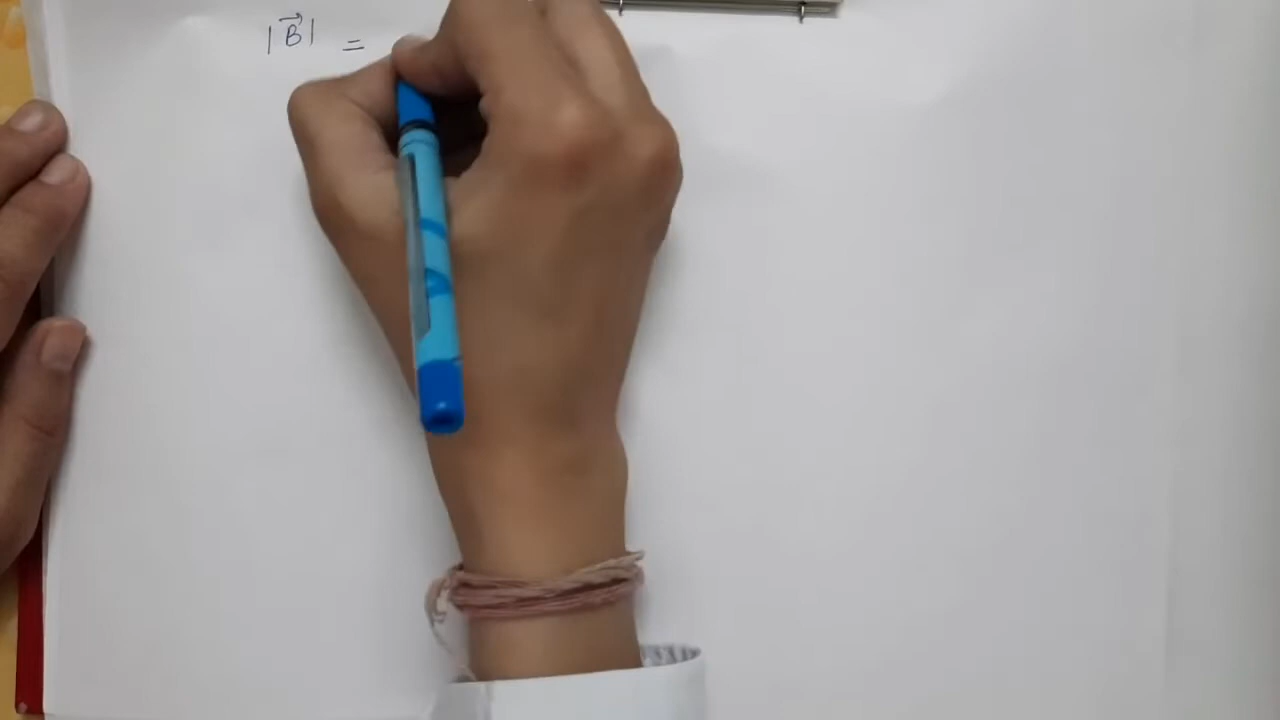 |B⃗| =